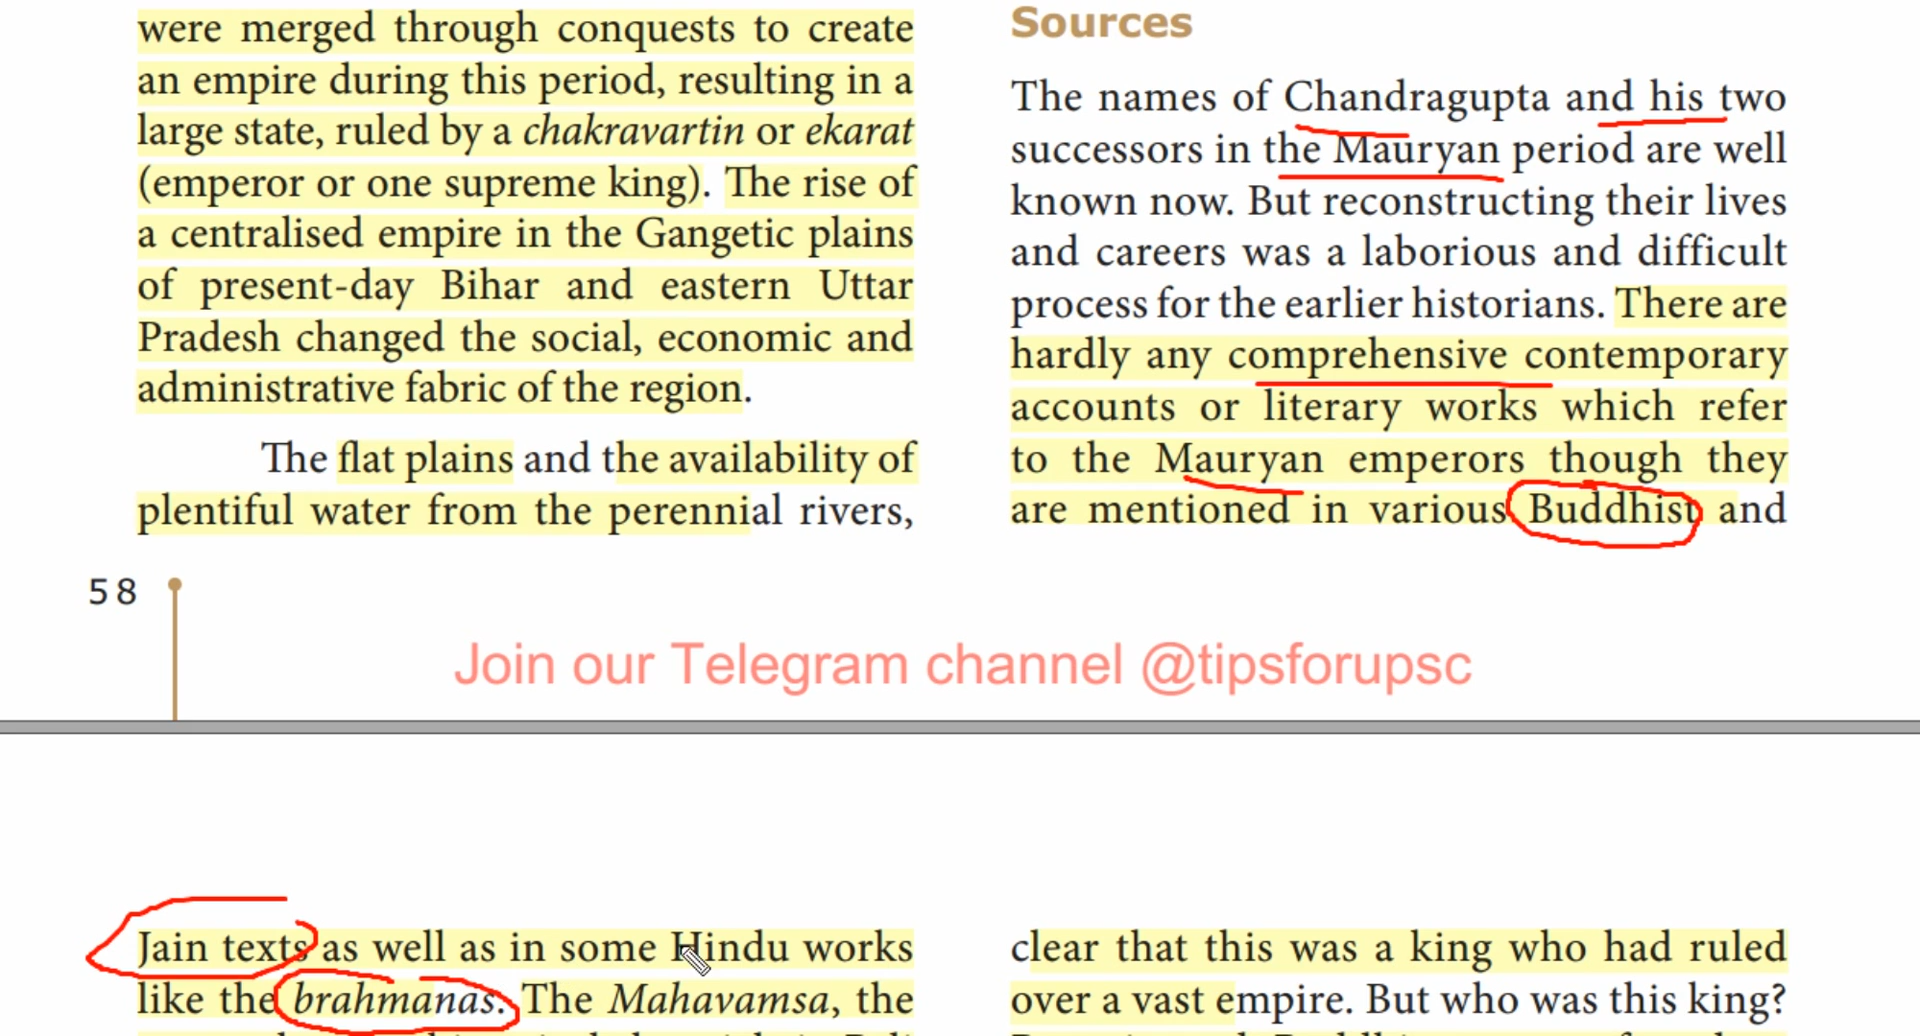 were merged through conquests to create
an empire during this period, resulting in a
large state, ruled by a chakravartin or ekarat
(emperor or one supreme king). The rise of
a centralised empire in the Gangetic plains
of present-day Bihar and eastern Uttar
Pradesh changed the social, economic and
administrative fabric of the region.
The flat plains and the availability of
plentiful water from the perennial rivers,
58
Sources
The names of Chandragupta and his two
successors in the Mauryan period are well
known now. But reconstructing their lives
and careers was a laborious and difficult
process for the earlier historians. There are
hardly any comprehensive contemporary
accounts or literary works which refer
to the Mauryan emperors though they
are mentioned in various Buddhist and
Join our Telegram channel @tipsforupsc
Jain texts as well as in some Hindu works
like the brahmanas. The Mahavamsa, the
clear that this was a king who had ruled
over a vast empire. But who was this king?